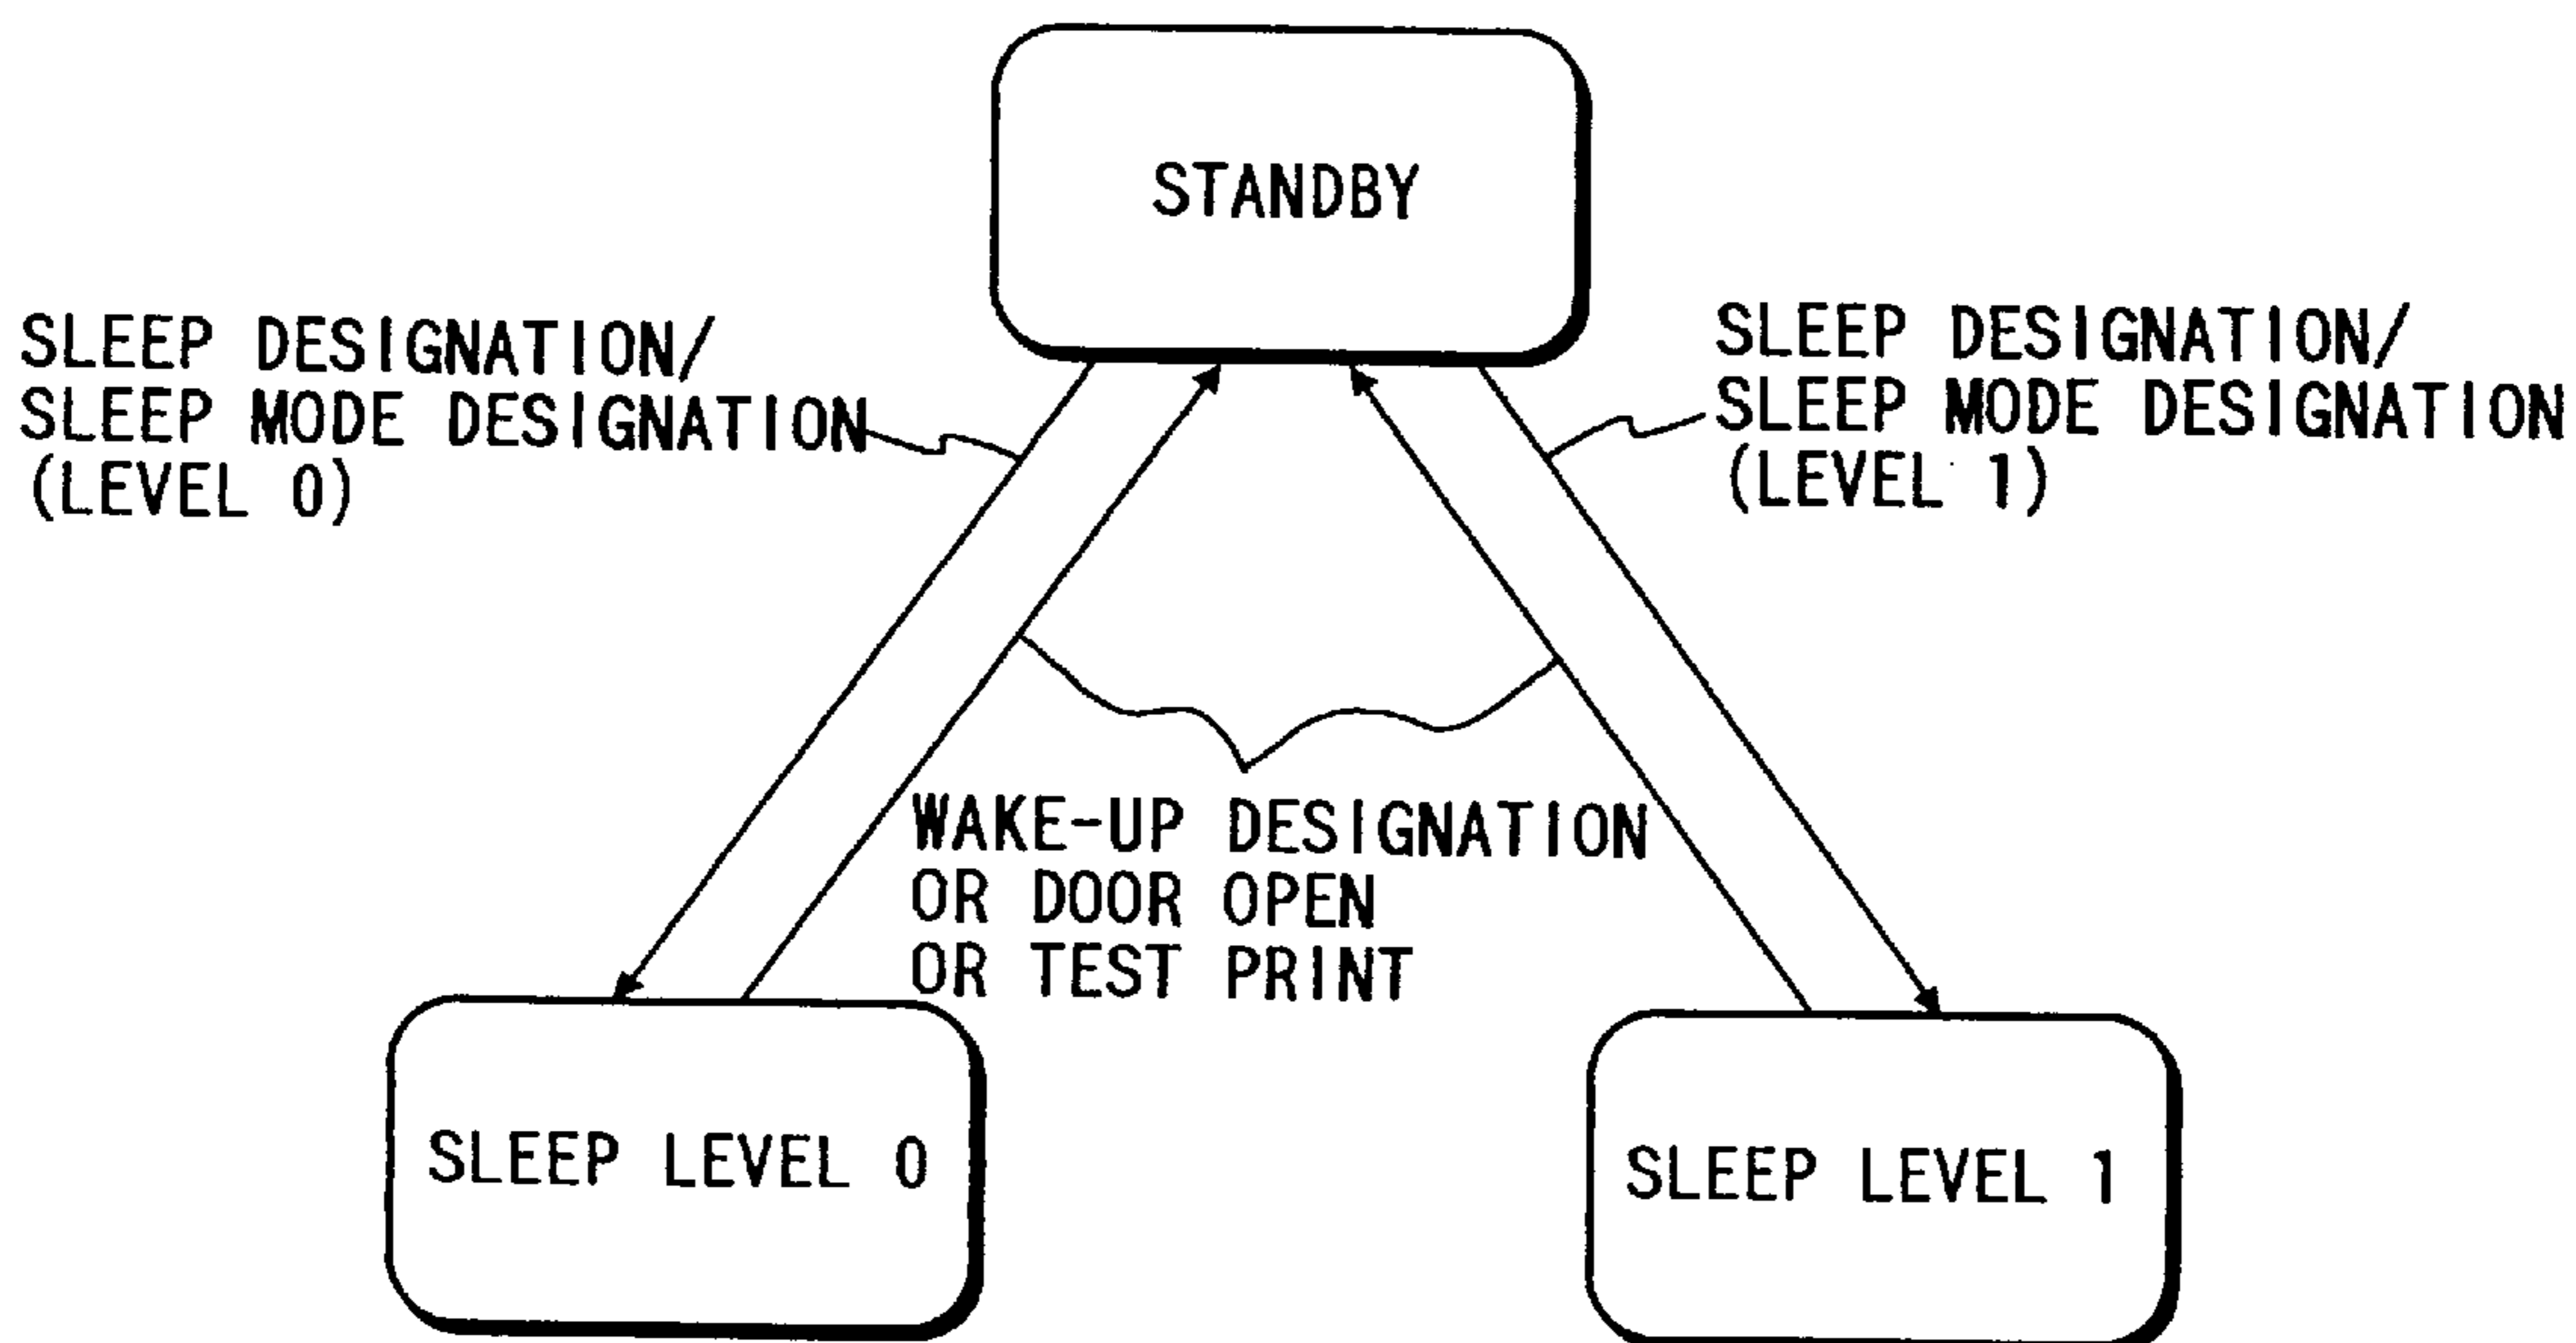 STANDBY
SLEEP DESIGNATION/
SLEEP MODE DESIGNATION
(LEVEL 0)
SLEEP DESIGNATION/
SLEEP MODE DESIGNATION
(LEVEL 1)
WAKE-UP DESIGNATION
OR DOOR OPEN
OR TEST PRINT
SLEEP LEVEL 0
SLEEP LEVEL 1